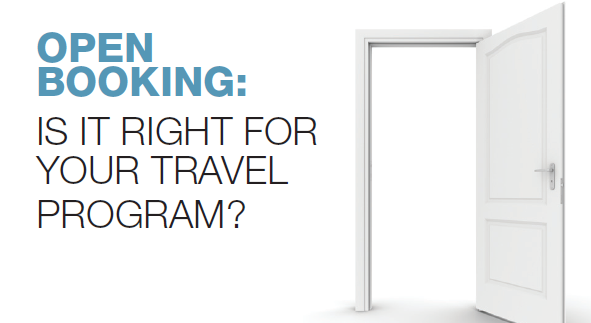 OPEN
BOOKING:
IS IT RIGHT FOR
YOUR TRAVEL
PROGRAM?